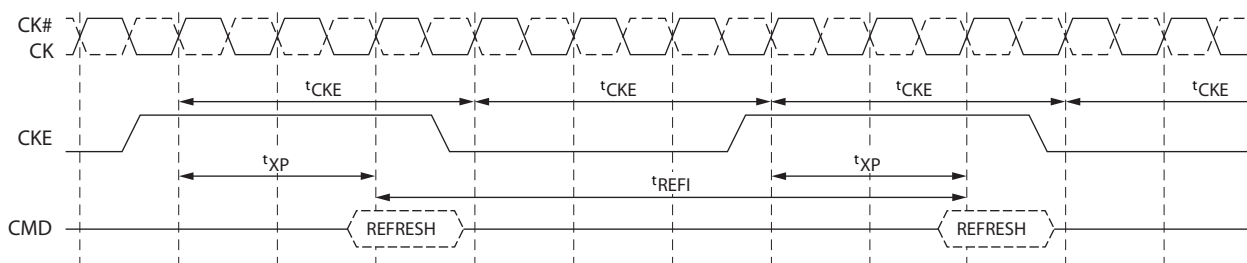 CK#
CK
tCKE tCKE tCKE tCKE
CKE
tXP tXP
tREFI
CMD REFRESH REFRESH